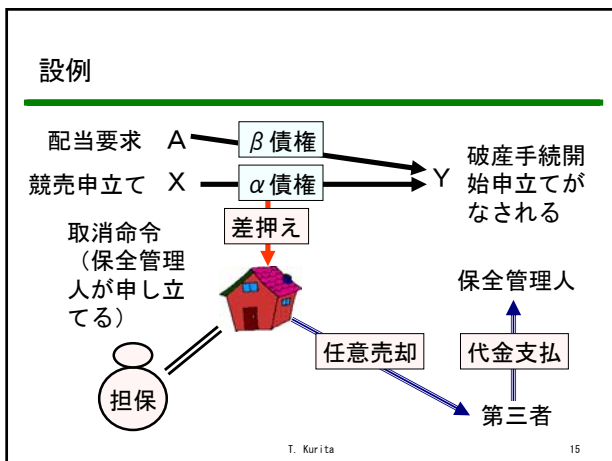 設例
配当要求 A β債権
競売申立て X α債権 Y
破産手続開
始申立てが
なされる
差押え
取消命令
(保全管理
人が申し立
てる)
保全管理人
任意売却
代金支払
担保
第三者
T. Kurita
15